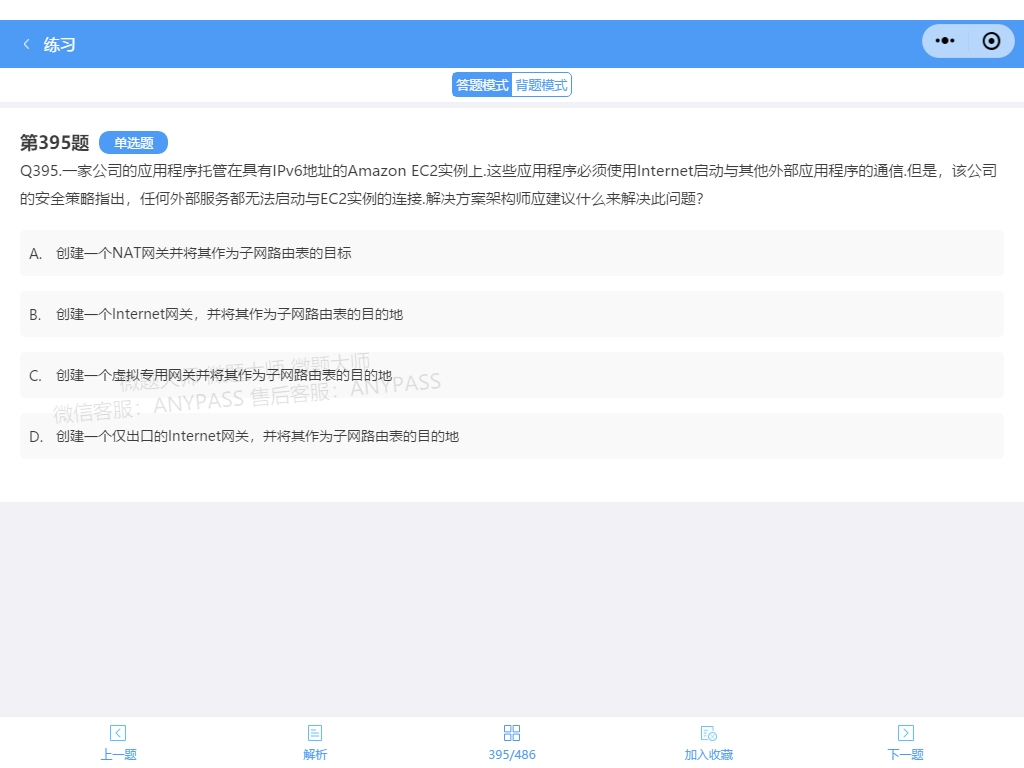 练习
答题模式 背题模式
第395题 单选题
Q395.一家公司的应用程序托管在具有IPv6地址的Amazon EC2实例上.这些应用程序必须使用Internet启动与其他外部应用程序的通信.但是，该公司
的安全策略指出，任何外部服务都无法启动与EC2实例的连接.解决方案架构师应建议什么来解决此问题?
A. 创建一个NAT网关并将其作为子网路由表的目标
B. 创建一个Internet网关，并将其作为子网路由表的目的地
C. 创建一个虚拟专用网关并将其作为子网路由表的目的地
微题大师 微题大师 微题大师
微信客服：ANYPASS 售后客服：ANYPASS
D. 创建一个仅出口的Internet网关，并将其作为子网路由表的目的地
上一题 解析 395/486 加入收藏 下一题